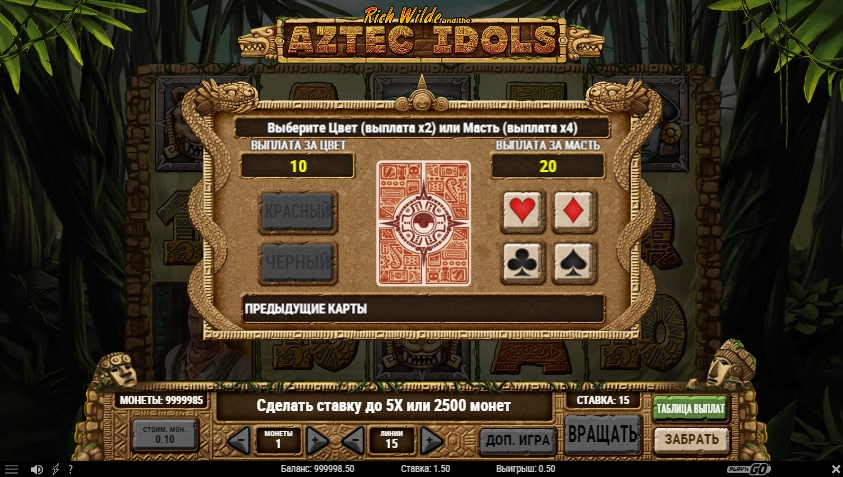 Rich Wilde and the
AZTEC IDOLS
Выберите Цвет (выплата x2) или Масть (выплата x4)
ВЫПЛАТА ЗА ЦВЕТ
ВЫПЛАТА ЗА МАСТЬ
10
20
КРАСНЫЙ
ЧЕРНЫЙ
ПРЕДЫДУЩИЕ КАРТЫ
МОНЕТЫ: 9999985
Сделать ставку до 5X или 2500 монет
СТАВКА: 15
ТАБЛИЦА ВЫПЛАТ
СТОИМ. МОН.
0.10
МОНЕТЫ
1
ЛИНИИ
15
ДОП. ИГРА
ВРАЩАТЬ
ЗАБРАТЬ
Баланс: 999998.50
Ставка: 1.50
Выигрыш: 0.50
PLAY'N GO